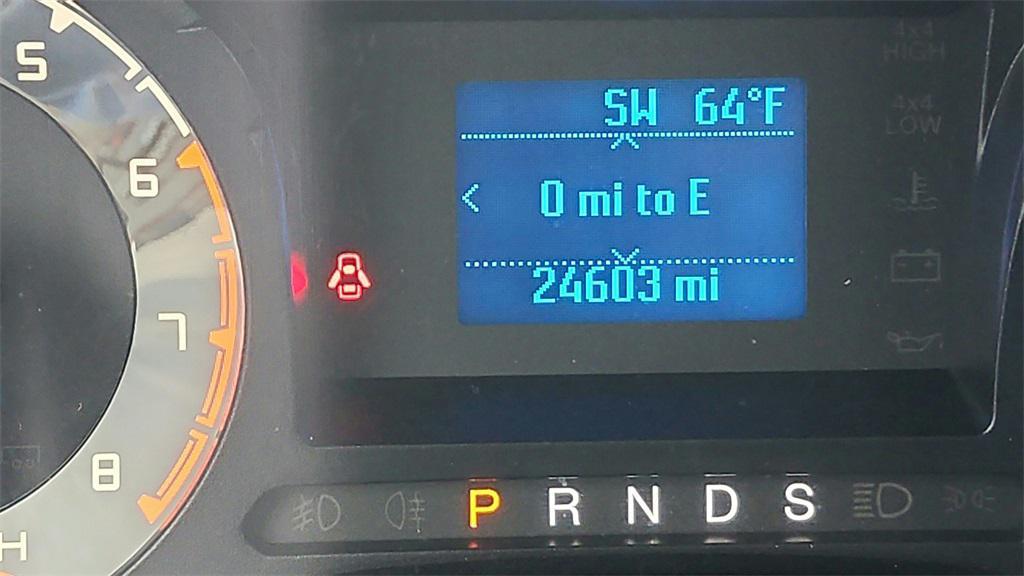 5
6
7
8
H
SW 64°F
< 0 mi to E
24603 mi
4x4
HIGH
4x4
LOW
P R N D S